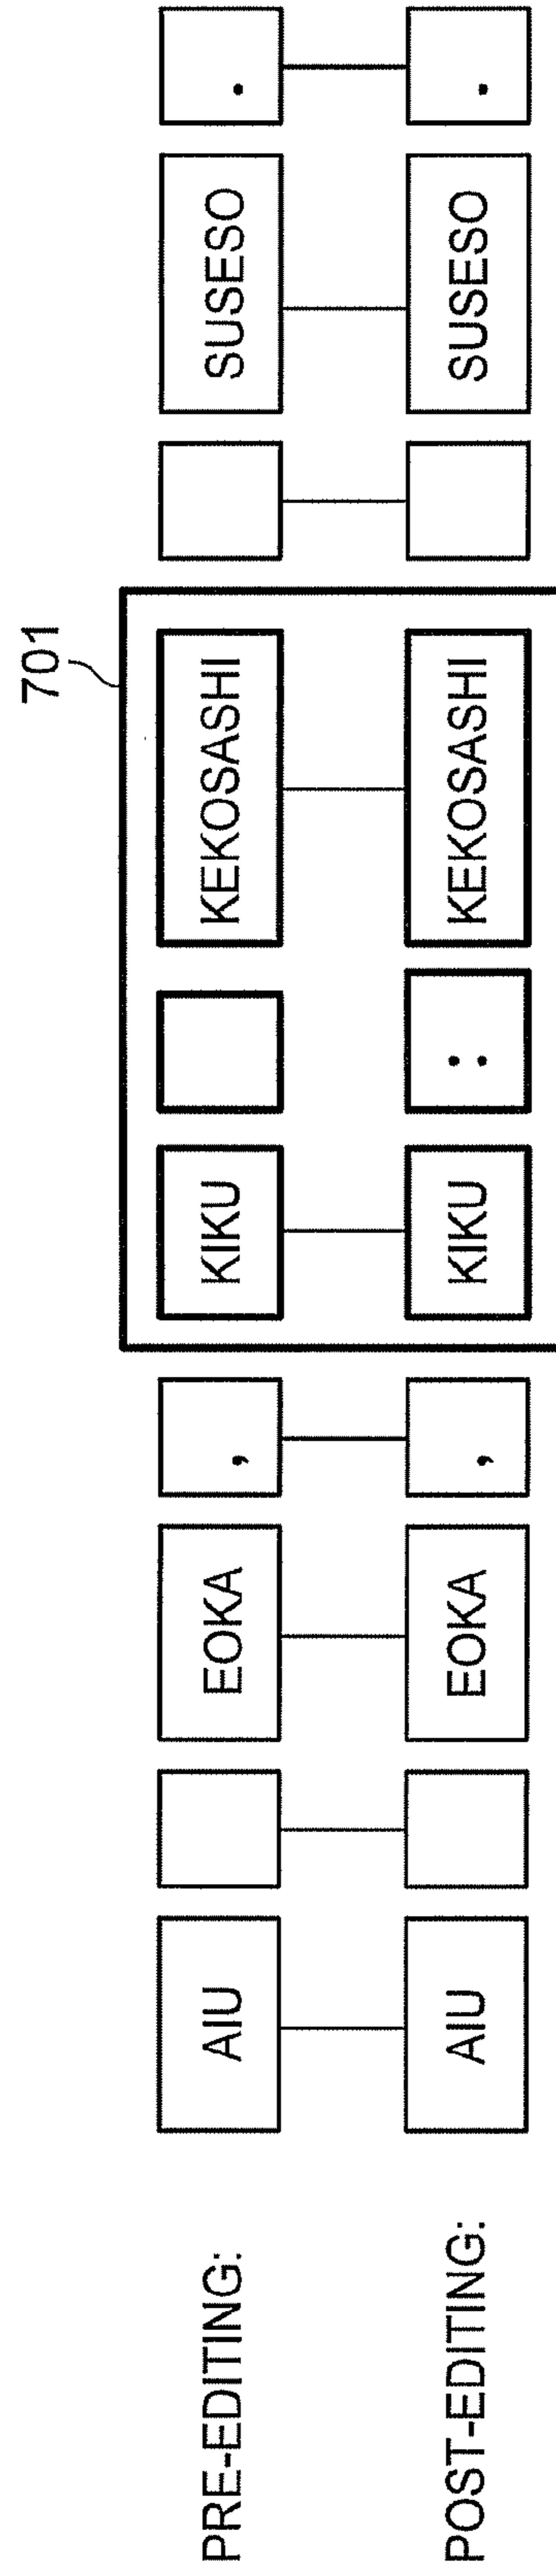 701
PRE-EDITING: AIU EOKA , KIKU KEKOSASHI SUSESO .
POST-EDITING: AIU EOKA , KIKU : KEKOSASHI SUSESO .